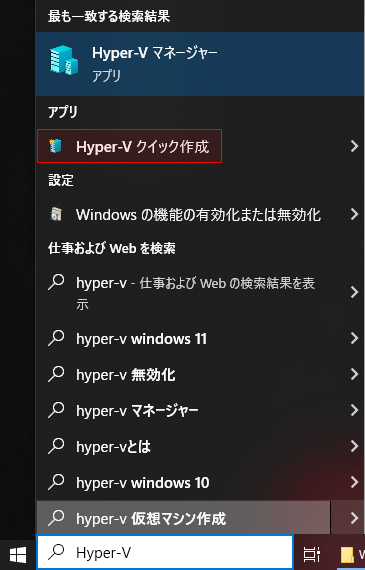 最も一致する検索結果
Hyper-V マネージャー
アプリ
アプリ
Hyper-V クイック作成
設定
Windows の機能の有効化または無効化
仕事および Web を検索
hyper-v - 仕事および Web の検索結果を表
示
hyper-v windows 11
hyper-v 無効化
hyper-v マネージャー
hyper-vとは
hyper-v windows 10
hyper-v 仮想マシン作成
Hyper-V